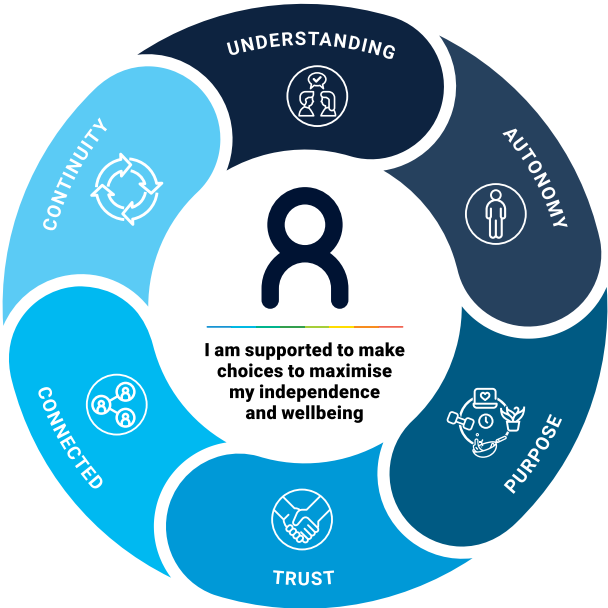 UNDERSTANDING
AUTONOMY
PURPOSE
TRUST
CONNECTED
CONTINUITY
I am supported to make
choices to maximise
my independence
and wellbeing